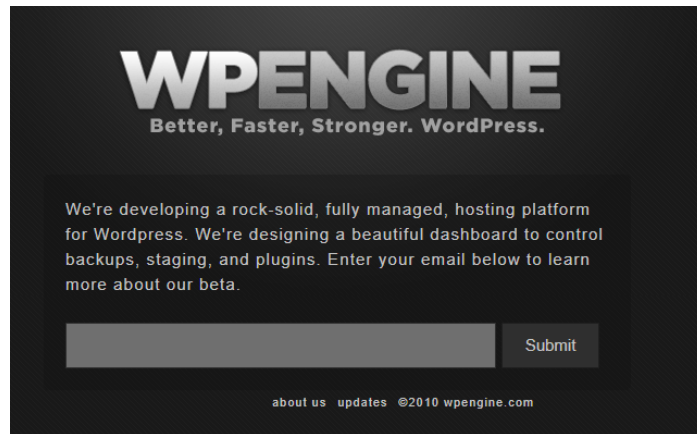 WPENGINE
Better, Faster, Stronger. WordPress.
We're developing a rock-solid, fully managed, hosting platform
for Wordpress. We're designing a beautiful dashboard to control
backups, staging, and plugins. Enter your email below to learn
more about our beta.
Submit
about us updates ©2010 wpengine.com